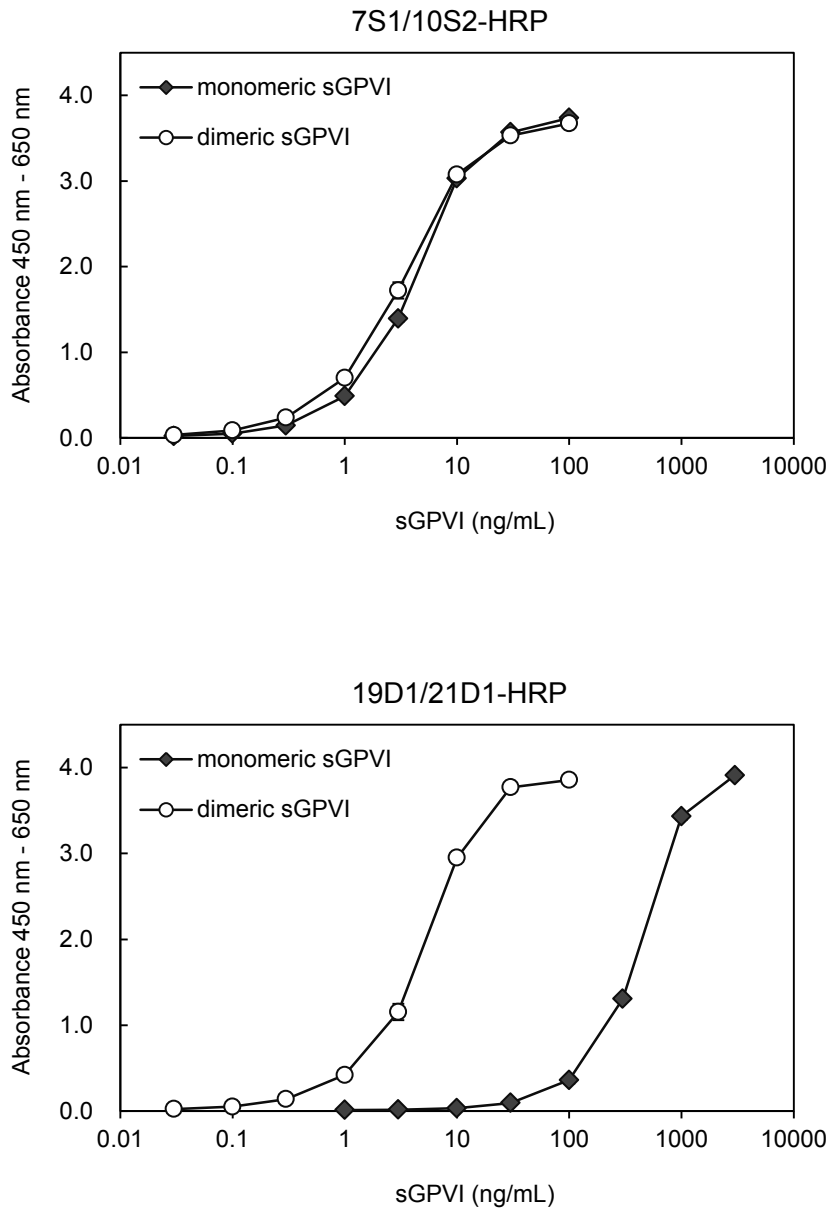 7S1/10S2-HRP
Absorbance 450 nm - 650 nm
4.0
3.0
2.0
1.0
0.0
monomeric sGPVI
dimeric sGPVI
0.01 0.1 1 10 100 1000 10000
sGPVI (ng/mL)
19D1/21D1-HRP
Absorbance 450 nm - 650 nm
4.0
3.0
2.0
1.0
0.0
monomeric sGPVI
dimeric sGPVI
0.01 0.1 1 10 100 1000 10000
sGPVI (ng/mL)